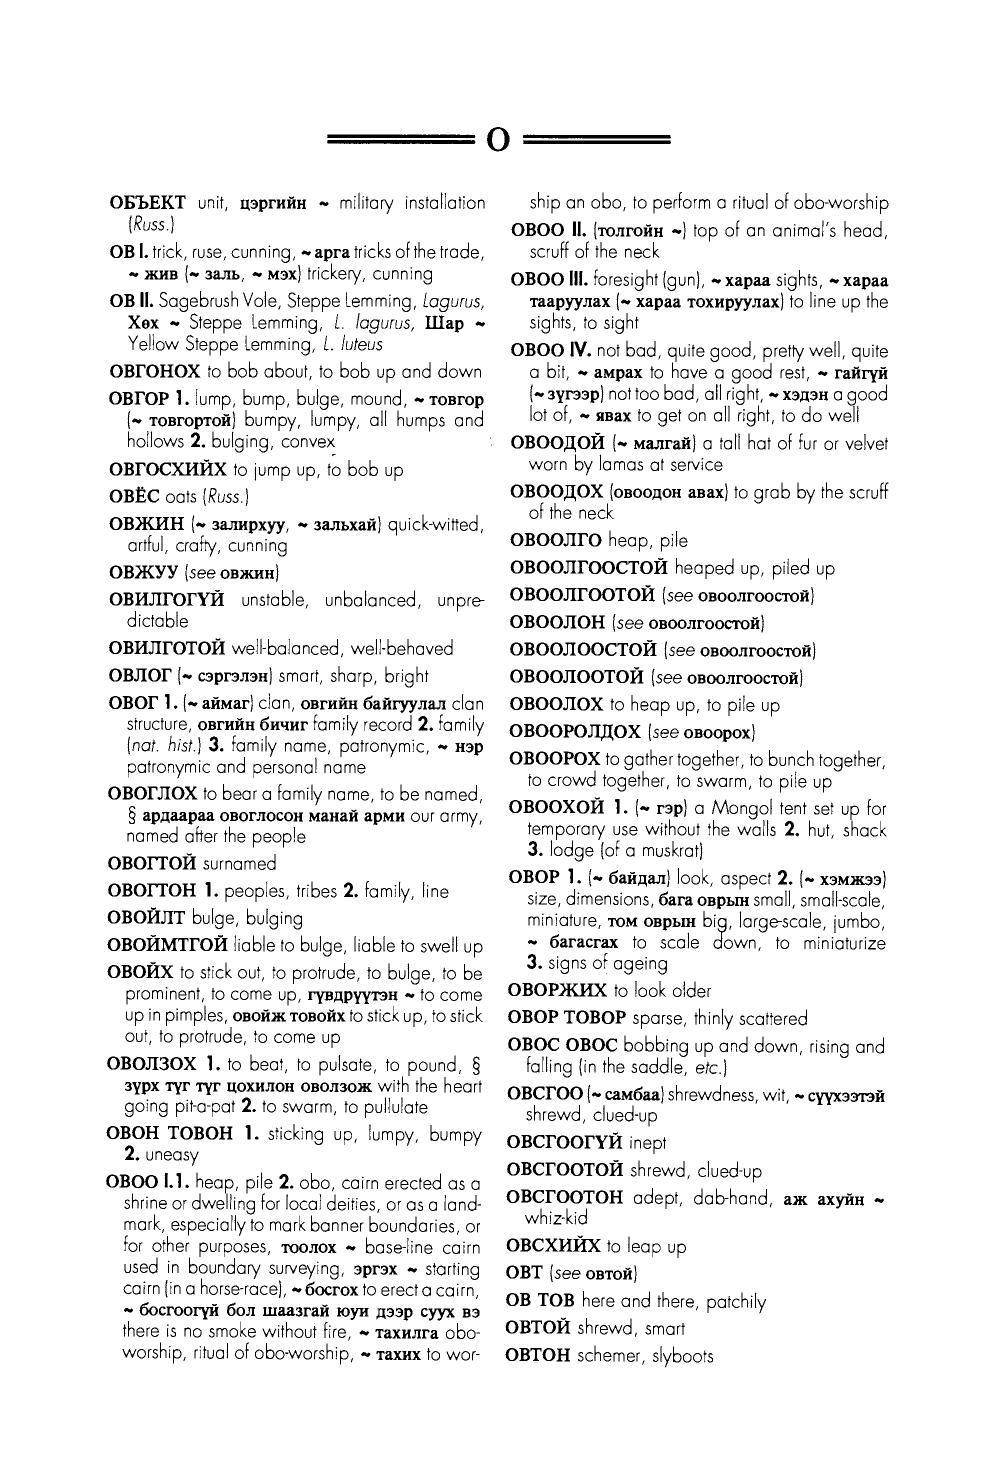 О
ОБЪЕКТ unit, цэргийн ~ military installation
(Russ.)
ОВ I. trick, ruse, cunning, ~ арга tricks of the trade,
~ жив (~ заль, ~ мэх) trickery, cunning
ОВ II. Sagebrush Vole, Steppe Lemming, Lagurus,
Хөх ~ Steppe Lemming, L. lagurus, Шар ~
Yellow Steppe Lemming, L. luteus
ОВГОНОХ to bob about, to bob up and down
ОВГОР 1. lump, bump, bulge, mound, ~ товгор
(~ товгортой) bumpy, lumpy, all humps and
hollows 2. bulging, convex
ОВГОСХИЙХ to jump up, to bob up
ОВЁС oats (Russ.)
ОВЖИН (~ залирхуу, ~ зальхай) quick-witted,
artful, crafty, cunning
ОВЖУУ (see овжин)
ОВИЛГОГҮЙ unstable, unbalanced, unpre-
dictable
ОВИЛГОТОЙ well-balanced, well-behaved
ОВЛОГ (~ сэргэлэн) smart, sharp, bright
ОВОГ 1. (~ аймаг) clan, овгийн байгуулал clan
structure, овгийн бичиг family record 2. family
(nat. hist.) 3. family name, patronymic, ~ нэр
patronymic and personal name
ОВОГЛОХ to bear a family name, to be named,
§ ардаараа овоглосон манай арми our army,
named after the people
ОВОГТОЙ surnamed
ОВОГТОН 1. peoples, tribes 2. family, line
ОВОЙЛТ bulge, bulging
ОВОЙМТГОЙ liable to bulge, liable to swell up
ОВОЙХ to stick out, to protrude, to bulge, to be
prominent, to come up, гүвдрүүтэн ~ to come
up in pimples, овойж товойх to stick up, to stick
out, to protrude, to come up
ОВОЛЗОХ 1. to beat, to pulsate, to pound, §
зүрх түг түг цохилон оволзож with the heart
going pit-a-pat 2. to swarm, to pullulate
ОВОН ТОВОН 1. sticking up, lumpy, bumpy
2. uneasy
ОВОО I.1. heap, pile 2. obo, cairn erected as a
shrine or dwelling for local deities, or as a land-
mark, especially to mark banner boundaries, or
for other purposes, тоолох ~ base-line cairn
used in boundary surveying, эргэх ~ starting
cairn (in a horse-race), ~ босгох to erect a cairn,
~ босгоогүй бол шаазгай юуи дээр суух вэ
there is no smoke without fire, ~ тахилга obo-
worship, ritual of obo-worship, ~ тахих to wor-
ship an obo, to perform a ritual of obo-worship
ОВОО II. (толгойн ~) top of an animal's head,
scruff of the neck
ОВОО III. foresight (gun), ~ хараа sights, ~ хараа
тааруулах (~ хараа тохируулах) to line up the
sights, to sight
ОВОО IV. not bad, quite good, pretty well, quite
a bit, ~ амрах to have a good rest, ~ гайгүй
(~ зүгээр) not too bad, all right, ~ хэдэн a good
lot of, ~ явах to get on all right, to do well
ОВООДОЙ (~ малгай) a tall hat of fur or velvet
worn by lamas at service
ОВООДОХ (овоодон авах) to grab by the scruff
of the neck
ОВООЛГО heap, pile
ОВООЛГООСТОЙ heaped up, piled up
ОВООЛГООТОЙ (see овоолгоостой)
ОВООЛОН (see овоолгоостой)
ОВООЛООСТОЙ (see овоолгоостой)
ОВООЛООТОЙ (see овоолгоостой)
ОВООЛОХ to heap up, to pile up
ОВООРОЛДОХ (see овоорох)
ОВООРОХ to gather together, to bunch together,
to crowd together, to swarm, to pile up
ОВООХОЙ 1. (~ гэр) a Mongol tent set up for
temporary use without the walls 2. hut, shack
3. lodge (of a muskrat)
ОВОР 1. (~ байдал) look, aspect 2. (~ хэмжээ)
size, dimensions, бага оврын small, small-scale,
miniature, том оврын big, large-scale, jumbo,
~ багасгах to scale down, to miniaturize
3. signs of ageing
ОВОРЖИХ to look older
ОВОР ТОВОР sparse, thinly scattered
ОВОС ОВОС bobbing up and down, rising and
falling (in the saddle, etc.)
ОВСГОО (~ самбаа) shrewdness, wit, ~ сүүхээтэй
shrewd, clued-up
ОВСГООГҮЙ inept
ОВСГООТОЙ shrewd, clued-up
ОВСГООТОН adept, dab-hand, аж ахуйн ~
whiz-kid
ОВСХИЙХ to leap up
ОВТ (see овтой)
ОВ ТОВ here and there, patchily
ОВТОЙ shrewd, smart
ОВТОН schemer, slyboots